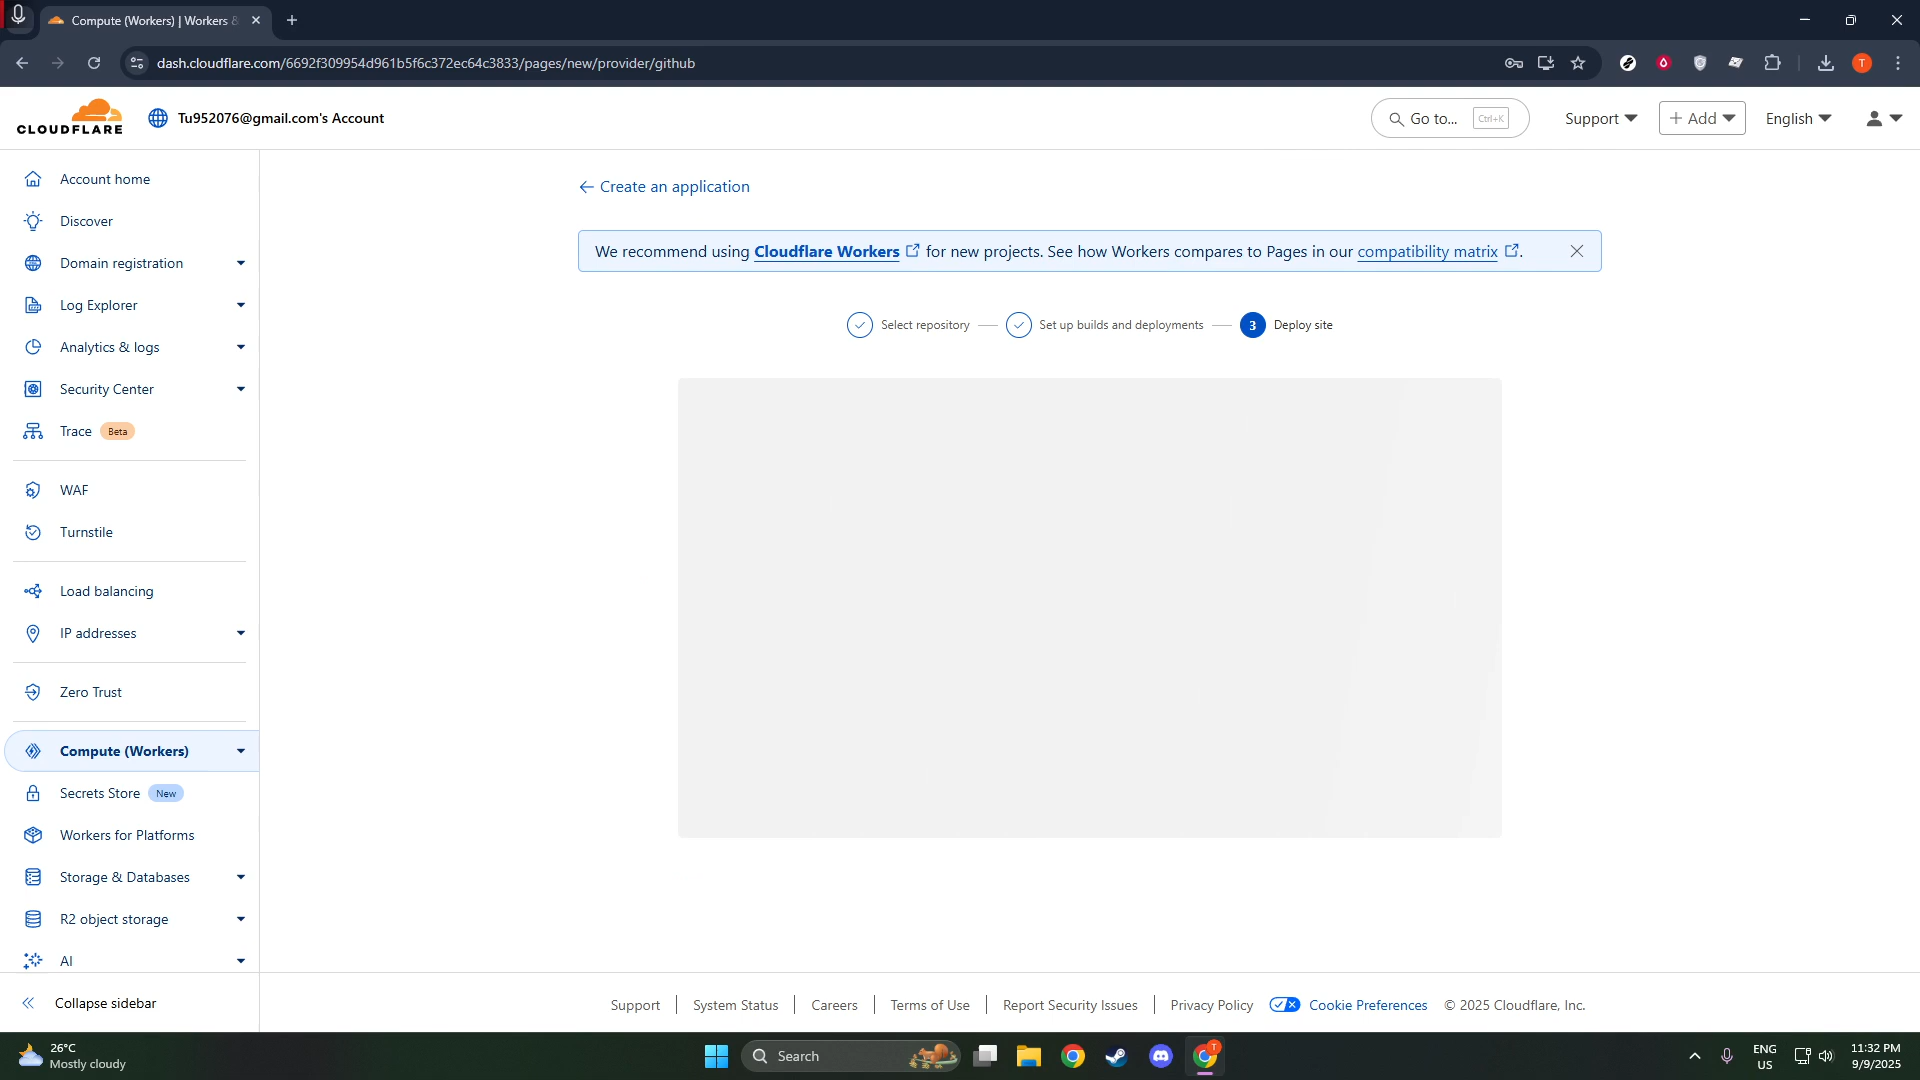 Compute (Workers) | Workers &
dash.cloudflare.com/6692f309954d961b5f6c372ec64c3833/pages/new/provider/github
T
CLOUDFLARE
Tu952076@gmail.com's Account
Go to...
Ctrl+K
Support
+ Add
English
Account home
Discover
Domain registration
Log Explorer
Analytics & logs
Security Center
Trace Beta
WAF
Turnstile
Load balancing
IP addresses
Zero Trust
Compute (Workers)
Secrets Store New
Workers for Platforms
Storage & Databases
R2 object storage
AI
Collapse sidebar
Create an application
We recommend using Cloudflare Workers for new projects. See how Workers compares to Pages in our compatibility matrix.
Select repository
Set up builds and deployments
3 Deploy site
Support
System Status
Careers
Terms of Use
Report Security Issues
Privacy Policy
Cookie Preferences
© 2025 Cloudflare, Inc.
26°C
Mostly cloudy
Search
T
ENG
US
11:32 PM
9/9/2025